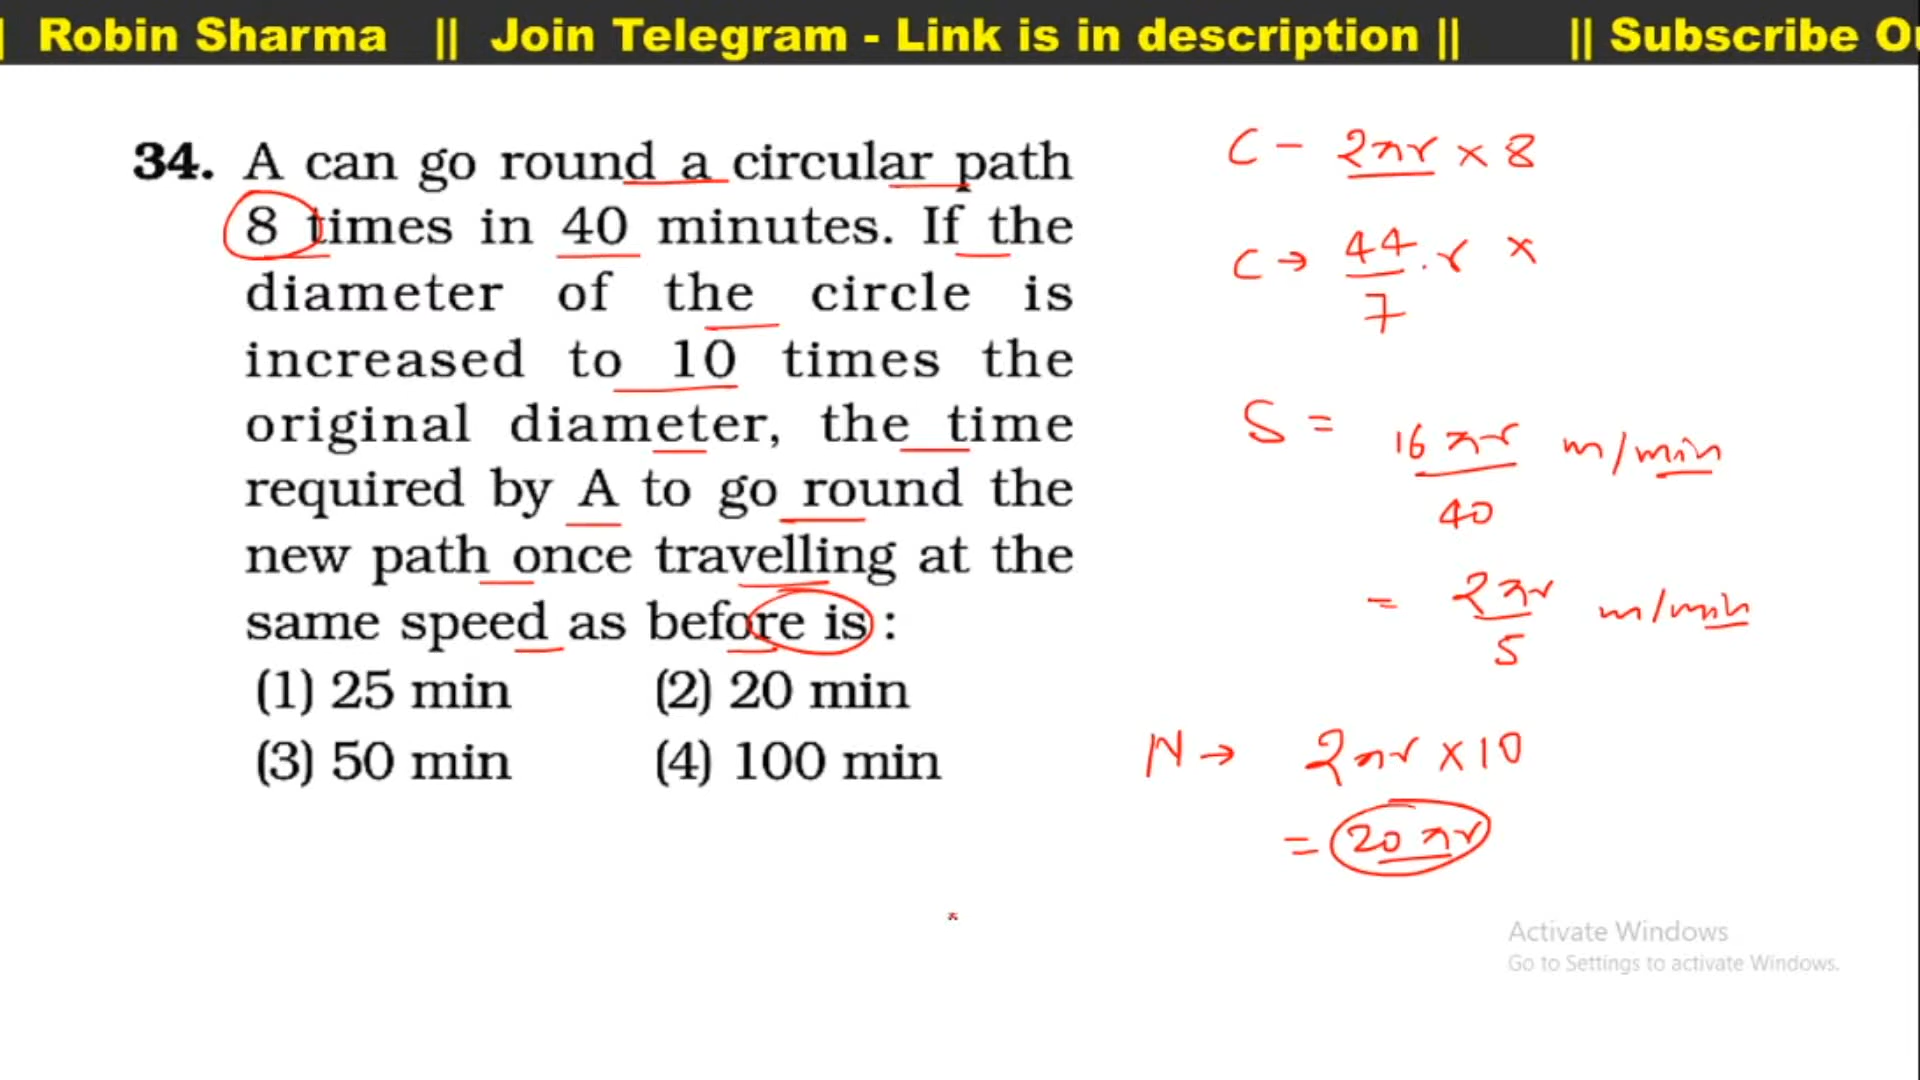 | Robin Sharma || Join Telegram - Link is in description || || Subscribe Ou
34. A can go round a circular path
8 times in 40 minutes. If the
diameter of the circle is
increased to 10 times the
original diameter, the time
required by A to go round the
new path once travelling at the
same speed as before is :
(1) 25 min (2) 20 min
(3) 50 min (4) 100 min
C - 2πr × 8
C → 44/7 . r ×
S = 16πr/40 m/min
= 2πr/5 m/min
N → 2πr × 10
= 20πr
Activate Windows
Go to Settings to activate Windows.